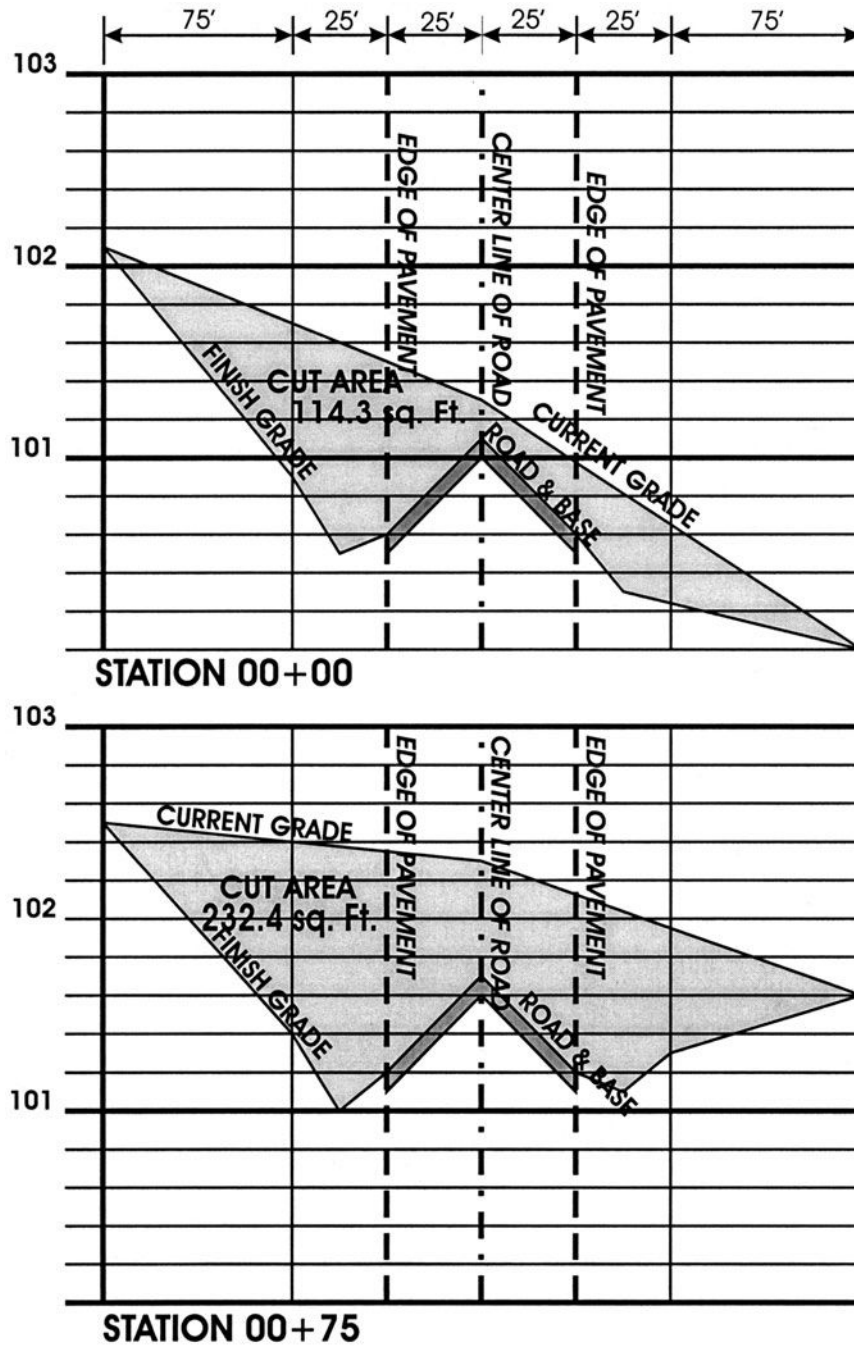 75' 25' 25' 25' 25' 75'
103
EDGE OF PAVEMENT
CENTER LINE OF ROAD
EDGE OF PAVEMENT
102
FINISH GRADE
CUT AREA
114.3 sq. Ft.
CURRENT GRADE
101
ROAD & BASE
STATION 00+00
103
EDGE OF PAVEMENT
CENTER LINE OF ROAD
EDGE OF PAVEMENT
CURRENT GRADE
CUT AREA
102
232.4 sq. Ft.
FINISH GRADE
ROAD & BASE
101
STATION 00+75